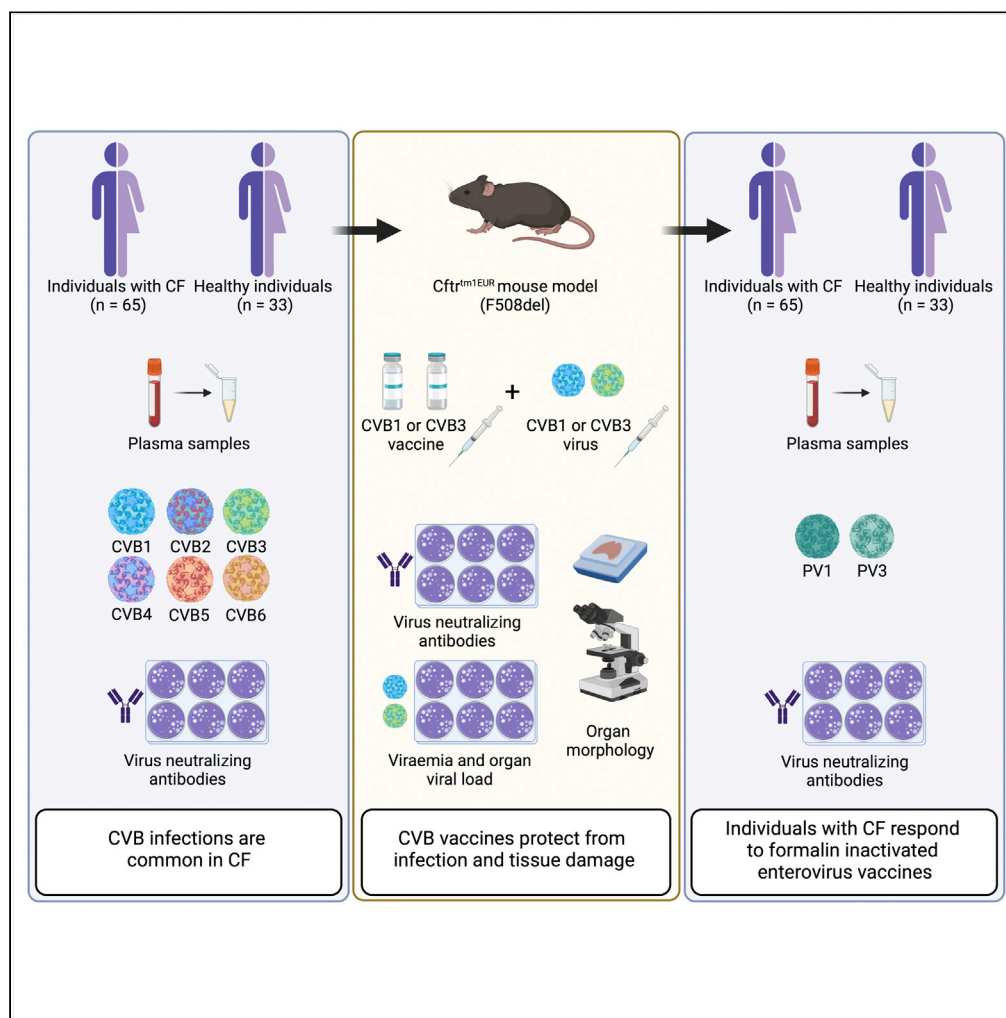 Individuals with CF
(n = 65)
Healthy individuals
(n = 33)
Plasma samples
CVB1 CVB2 CVB3
CVB4 CVB5 CVB6
Virus neutralizing
antibodies
CVB infections are
common in CF
Cftrᵗᵐ¹ᴱᵁᴿ mouse model
(F508del)
CVB1 or CVB3
vaccine
+
CVB1 or CVB3
virus
Virus neutralizing
antibodies
Viraemia and organ
viral load
Organ
morphology
CVB vaccines protect from
infection and tissue damage
Individuals with CF
(n = 65)
Healthy individuals
(n = 33)
Plasma samples
PV1 PV3
Virus neutralizing
antibodies
Individuals with CF respond
to formalin inactivated
enterovirus vaccines